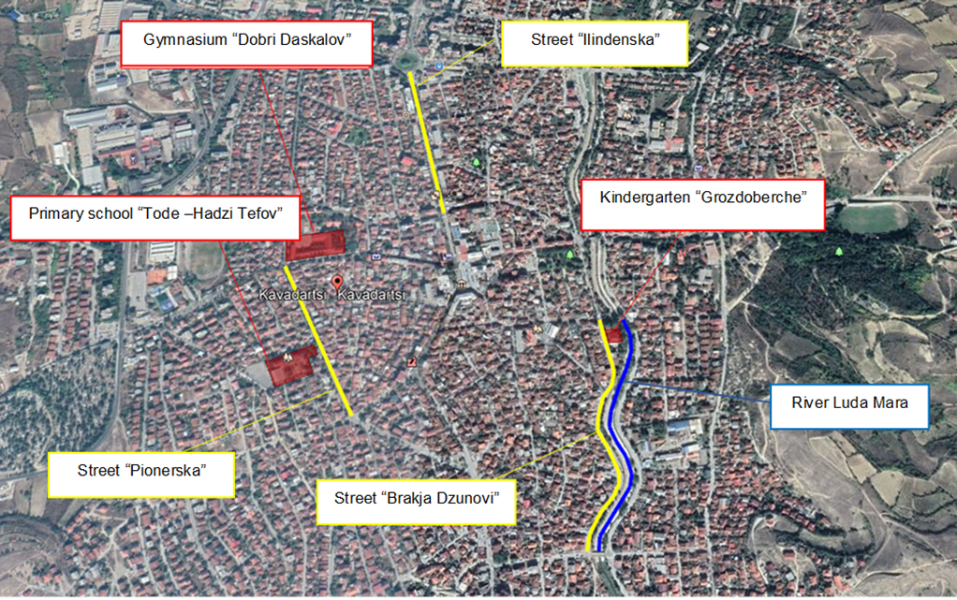 Gymnasium “Dobri Daskalov”
Street “Ilindenska”
Kindergarten “Grozdoberche”
Primary school “Tode –Hadzi Tefov”
Kavadartsi Kavadartsi
River Luda Mara
Street “Pionerska”
Street “Brakja Dzunovi”